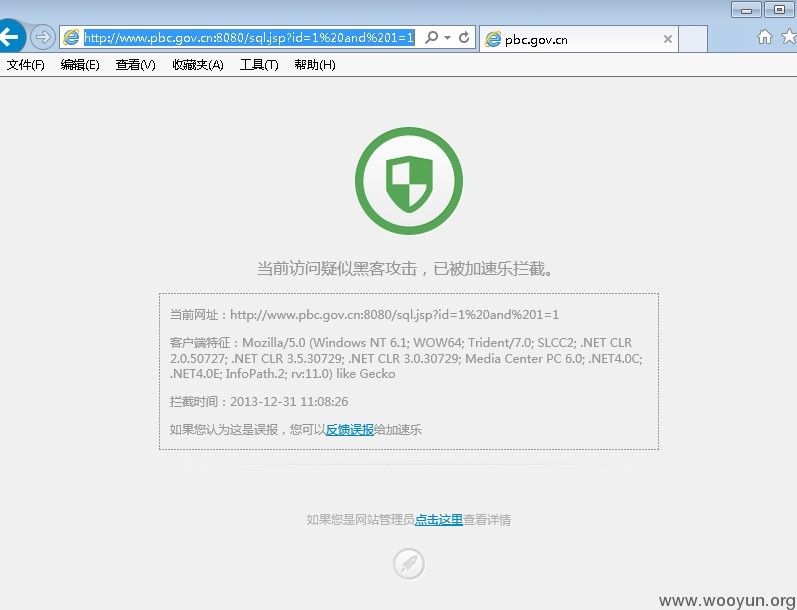 http://www.pbc.gov.cn:8080/sql.jsp?id=1%20and%201=1
pbc.gov.cn
文件(F) 编辑(E) 查看(V) 收藏夹(A) 工具(T) 帮助(H)
当前访问疑似黑客攻击，已被加速乐拦截。
当前网址：http://www.pbc.gov.cn:8080/sql.jsp?id=1%20and%201=1
客户端特征：Mozilla/5.0 (Windows NT 6.1; WOW64; Trident/7.0; SLCC2; .NET CLR
2.0.50727; .NET CLR 3.5.30729; .NET CLR 3.0.30729; Media Center PC 6.0; .NET4.0C;
.NET4.0E; InfoPath.2; rv:11.0) like Gecko
拦截时间：2013-12-31 11:08:26
如果您认为这是误报，您可以反馈误报给加速乐
如果您是网站管理员点击这里查看详情
www.wooyun.org